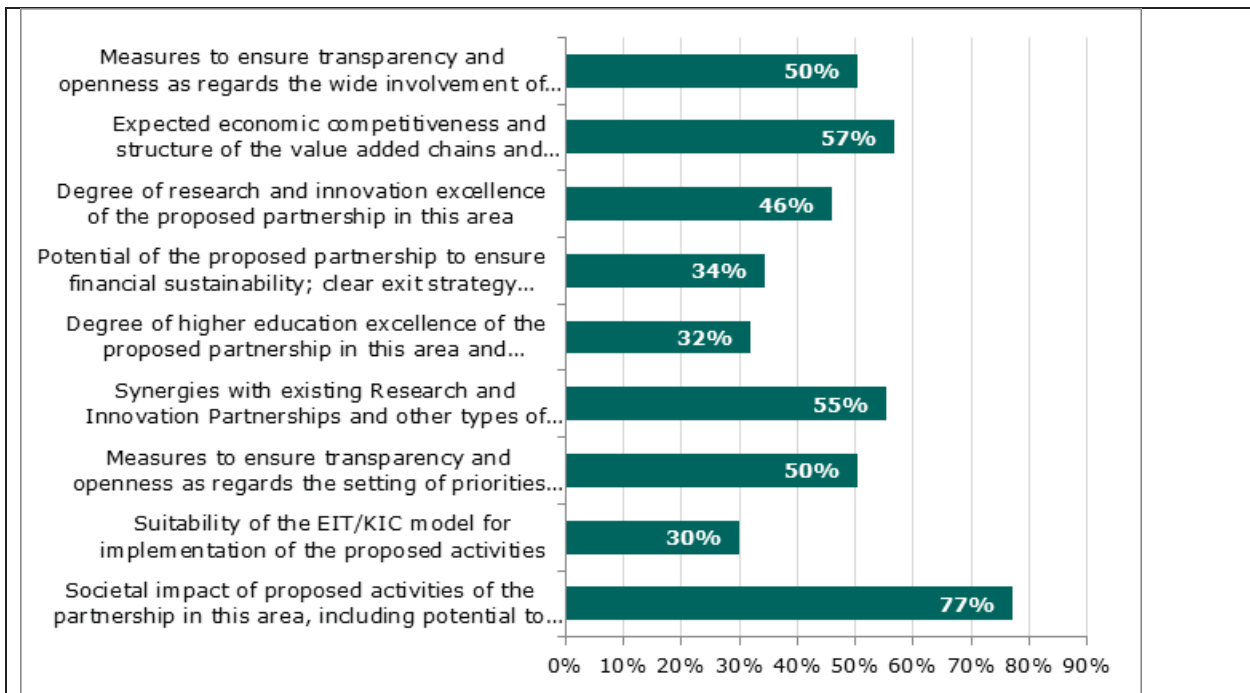 Measures to ensure transparency and
openness as regards the wide involvement of...
50%
Expected economic competitiveness and
structure of the value added chains and...
57%
Degree of research and innovation excellence
of the proposed partnership in this area
46%
Potential of the proposed partnership to ensure
financial sustainability; clear exit strategy...
34%
Degree of higher education excellence of the
proposed partnership in this area and...
32%
Synergies with existing Research and
Innovation Partnerships and other types of...
55%
Measures to ensure transparency and
openness as regards the setting of priorities...
50%
Suitability of the EIT/KIC model for
implementation of the proposed activities
30%
Societal impact of proposed activities of the
partnership in this area, including potential to...
77%
0% 10% 20% 30% 40% 50% 60% 70% 80% 90%